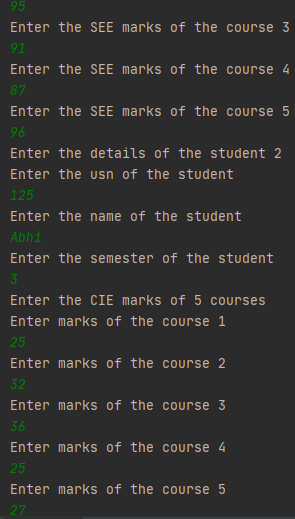 95
Enter the SEE marks of the course 3
91
Enter the SEE marks of the course 4
87
Enter the SEE marks of the course 5
96
Enter the details of the student 2
Enter the usn of the student
125
Enter the name of the student
Abhi
Enter the semester of the student
3
Enter the CIE marks of 5 courses
Enter marks of the course 1
25
Enter marks of the course 2
32
Enter marks of the course 3
36
Enter marks of the course 4
25
Enter marks of the course 5
27